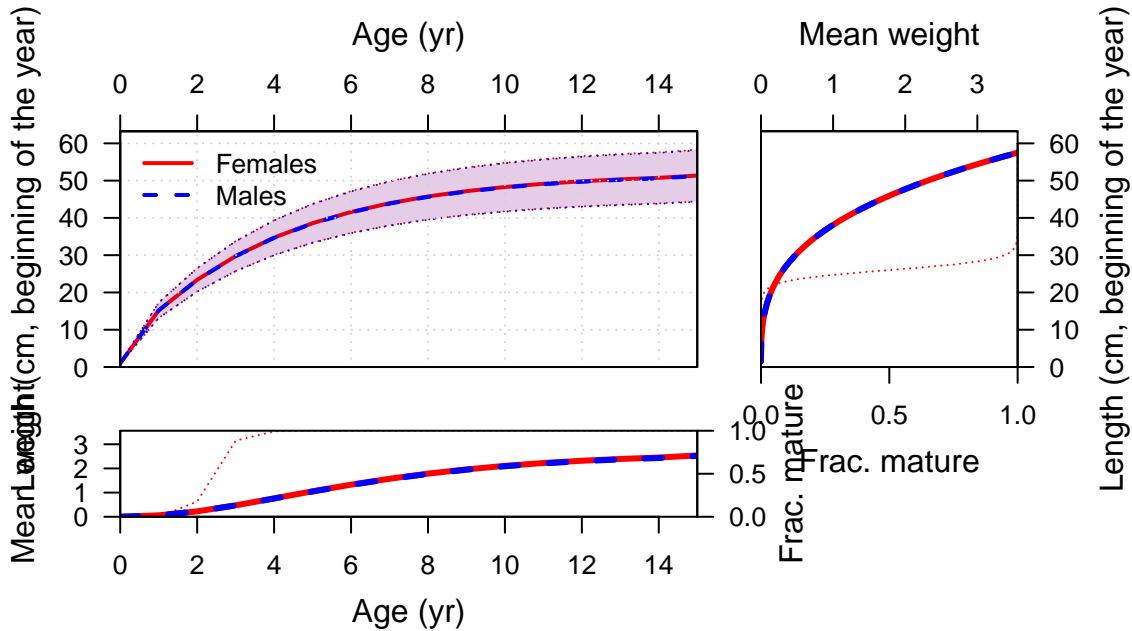 Age (yr)
Mean weight
0 2 4 6 8 10 12 14
0 1 2 3
Length (cm, beginning of the year)
60
50
40
30
20
10
0
Females
Males
60
50
40
30
20
10
0
Length (cm, beginning of the year)
0.0 0.5 1.0
Frac. mature
Mean weight
3
2
1
0
1.0
0.5
0.0
Frac. mature
0 2 4 6 8 10 12 14
Age (yr)